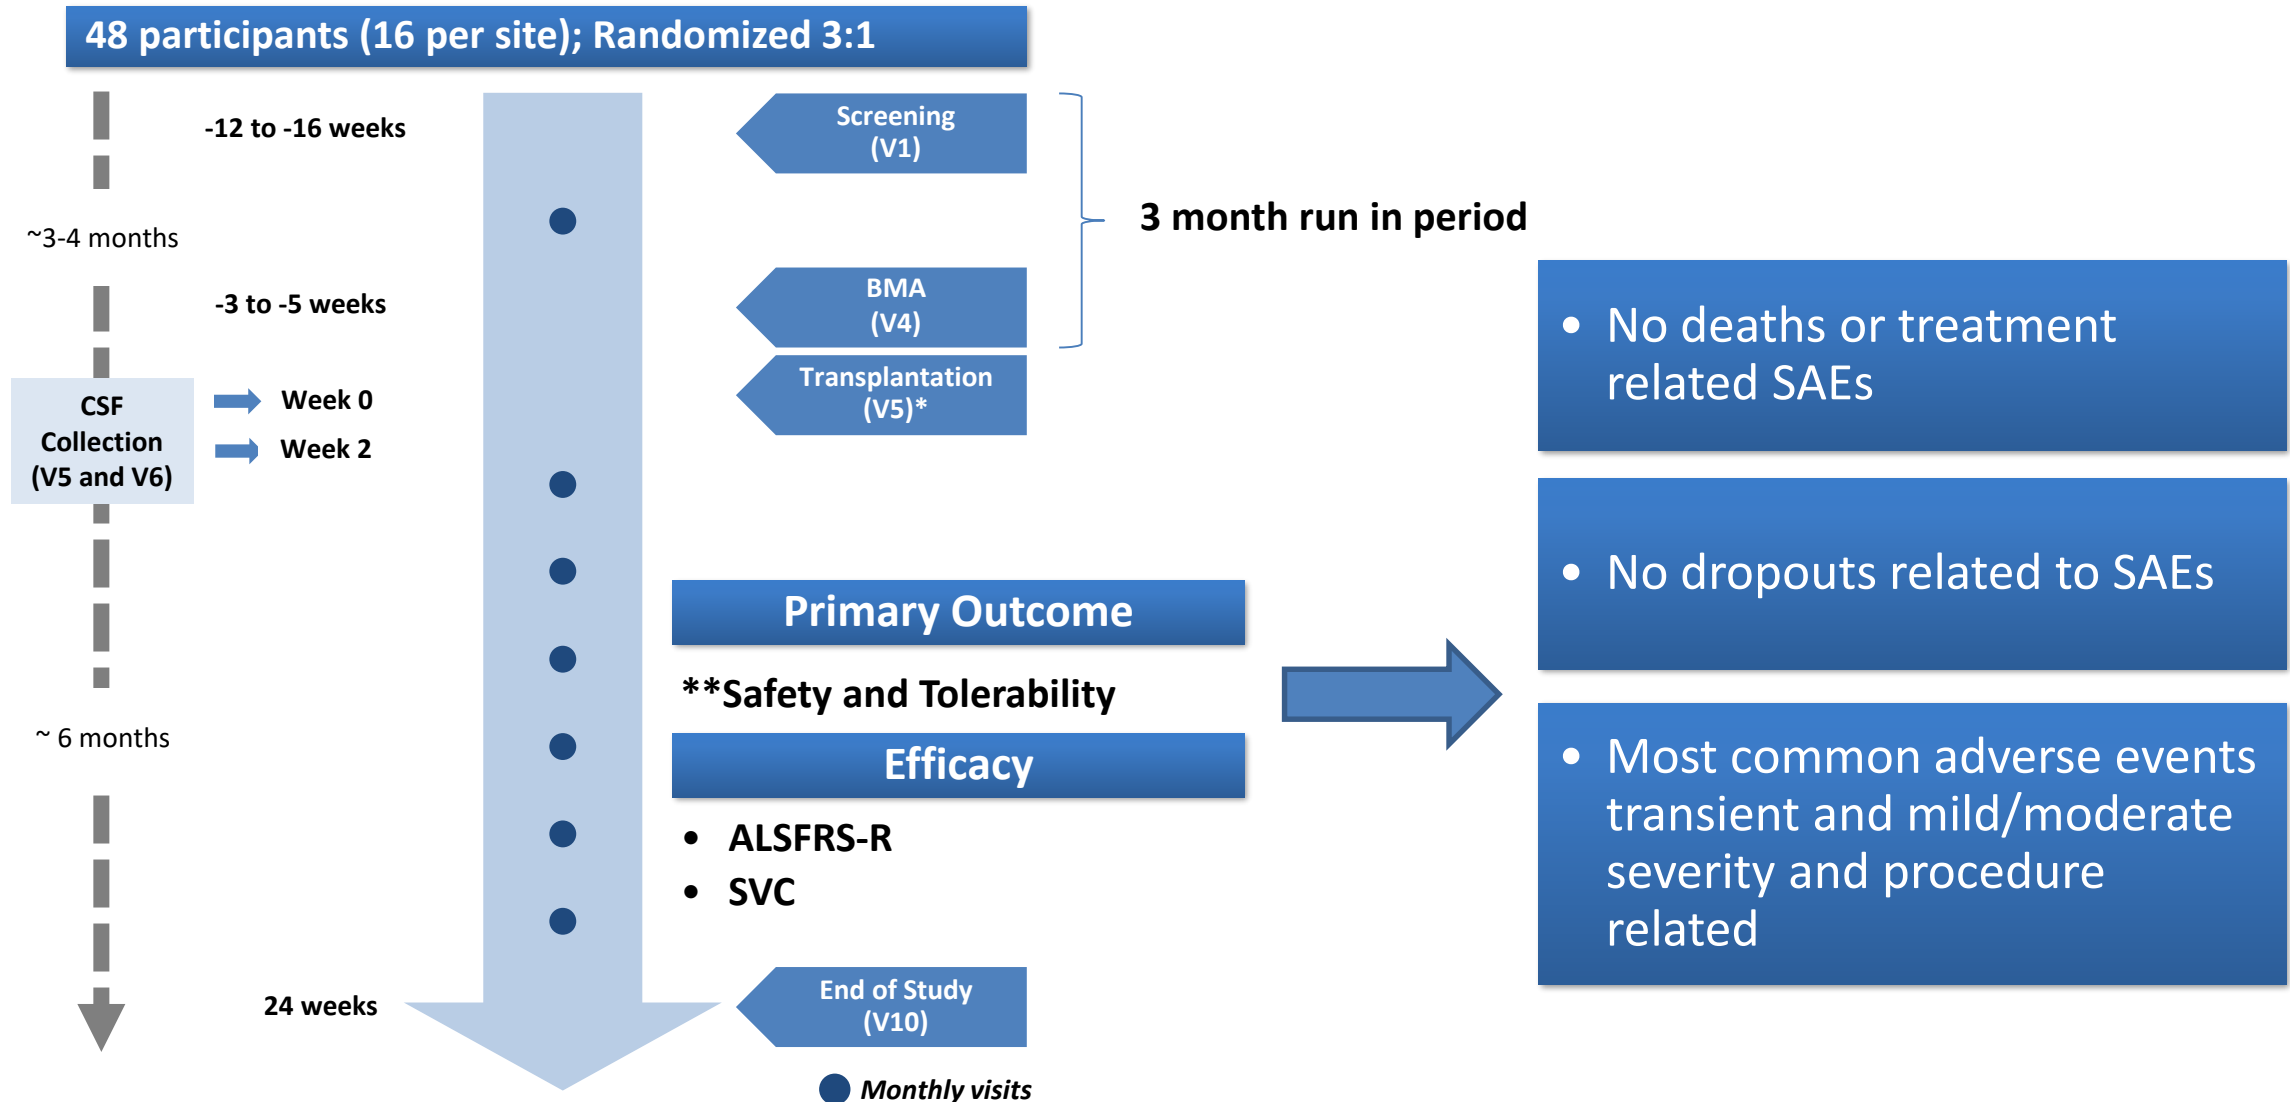 48 participants (16 per site); Randomized 3:1
-12 to -16 weeks
Screening
(V1)
3 month run in period
~3-4 months
-3 to -5 weeks
BMA
(V4)
Transplantation
(V5)*
CSF
Collection
(V5 and V6)
Week 0
Week 2
Primary Outcome
**Safety and Tolerability
~ 6 months
Efficacy
• ALSFRS-R
• SVC
24 weeks
End of Study
(V10)
Monthly visits
• No deaths or treatment
related SAEs
• No dropouts related to SAEs
• Most common adverse events
transient and mild/moderate
severity and procedure
related